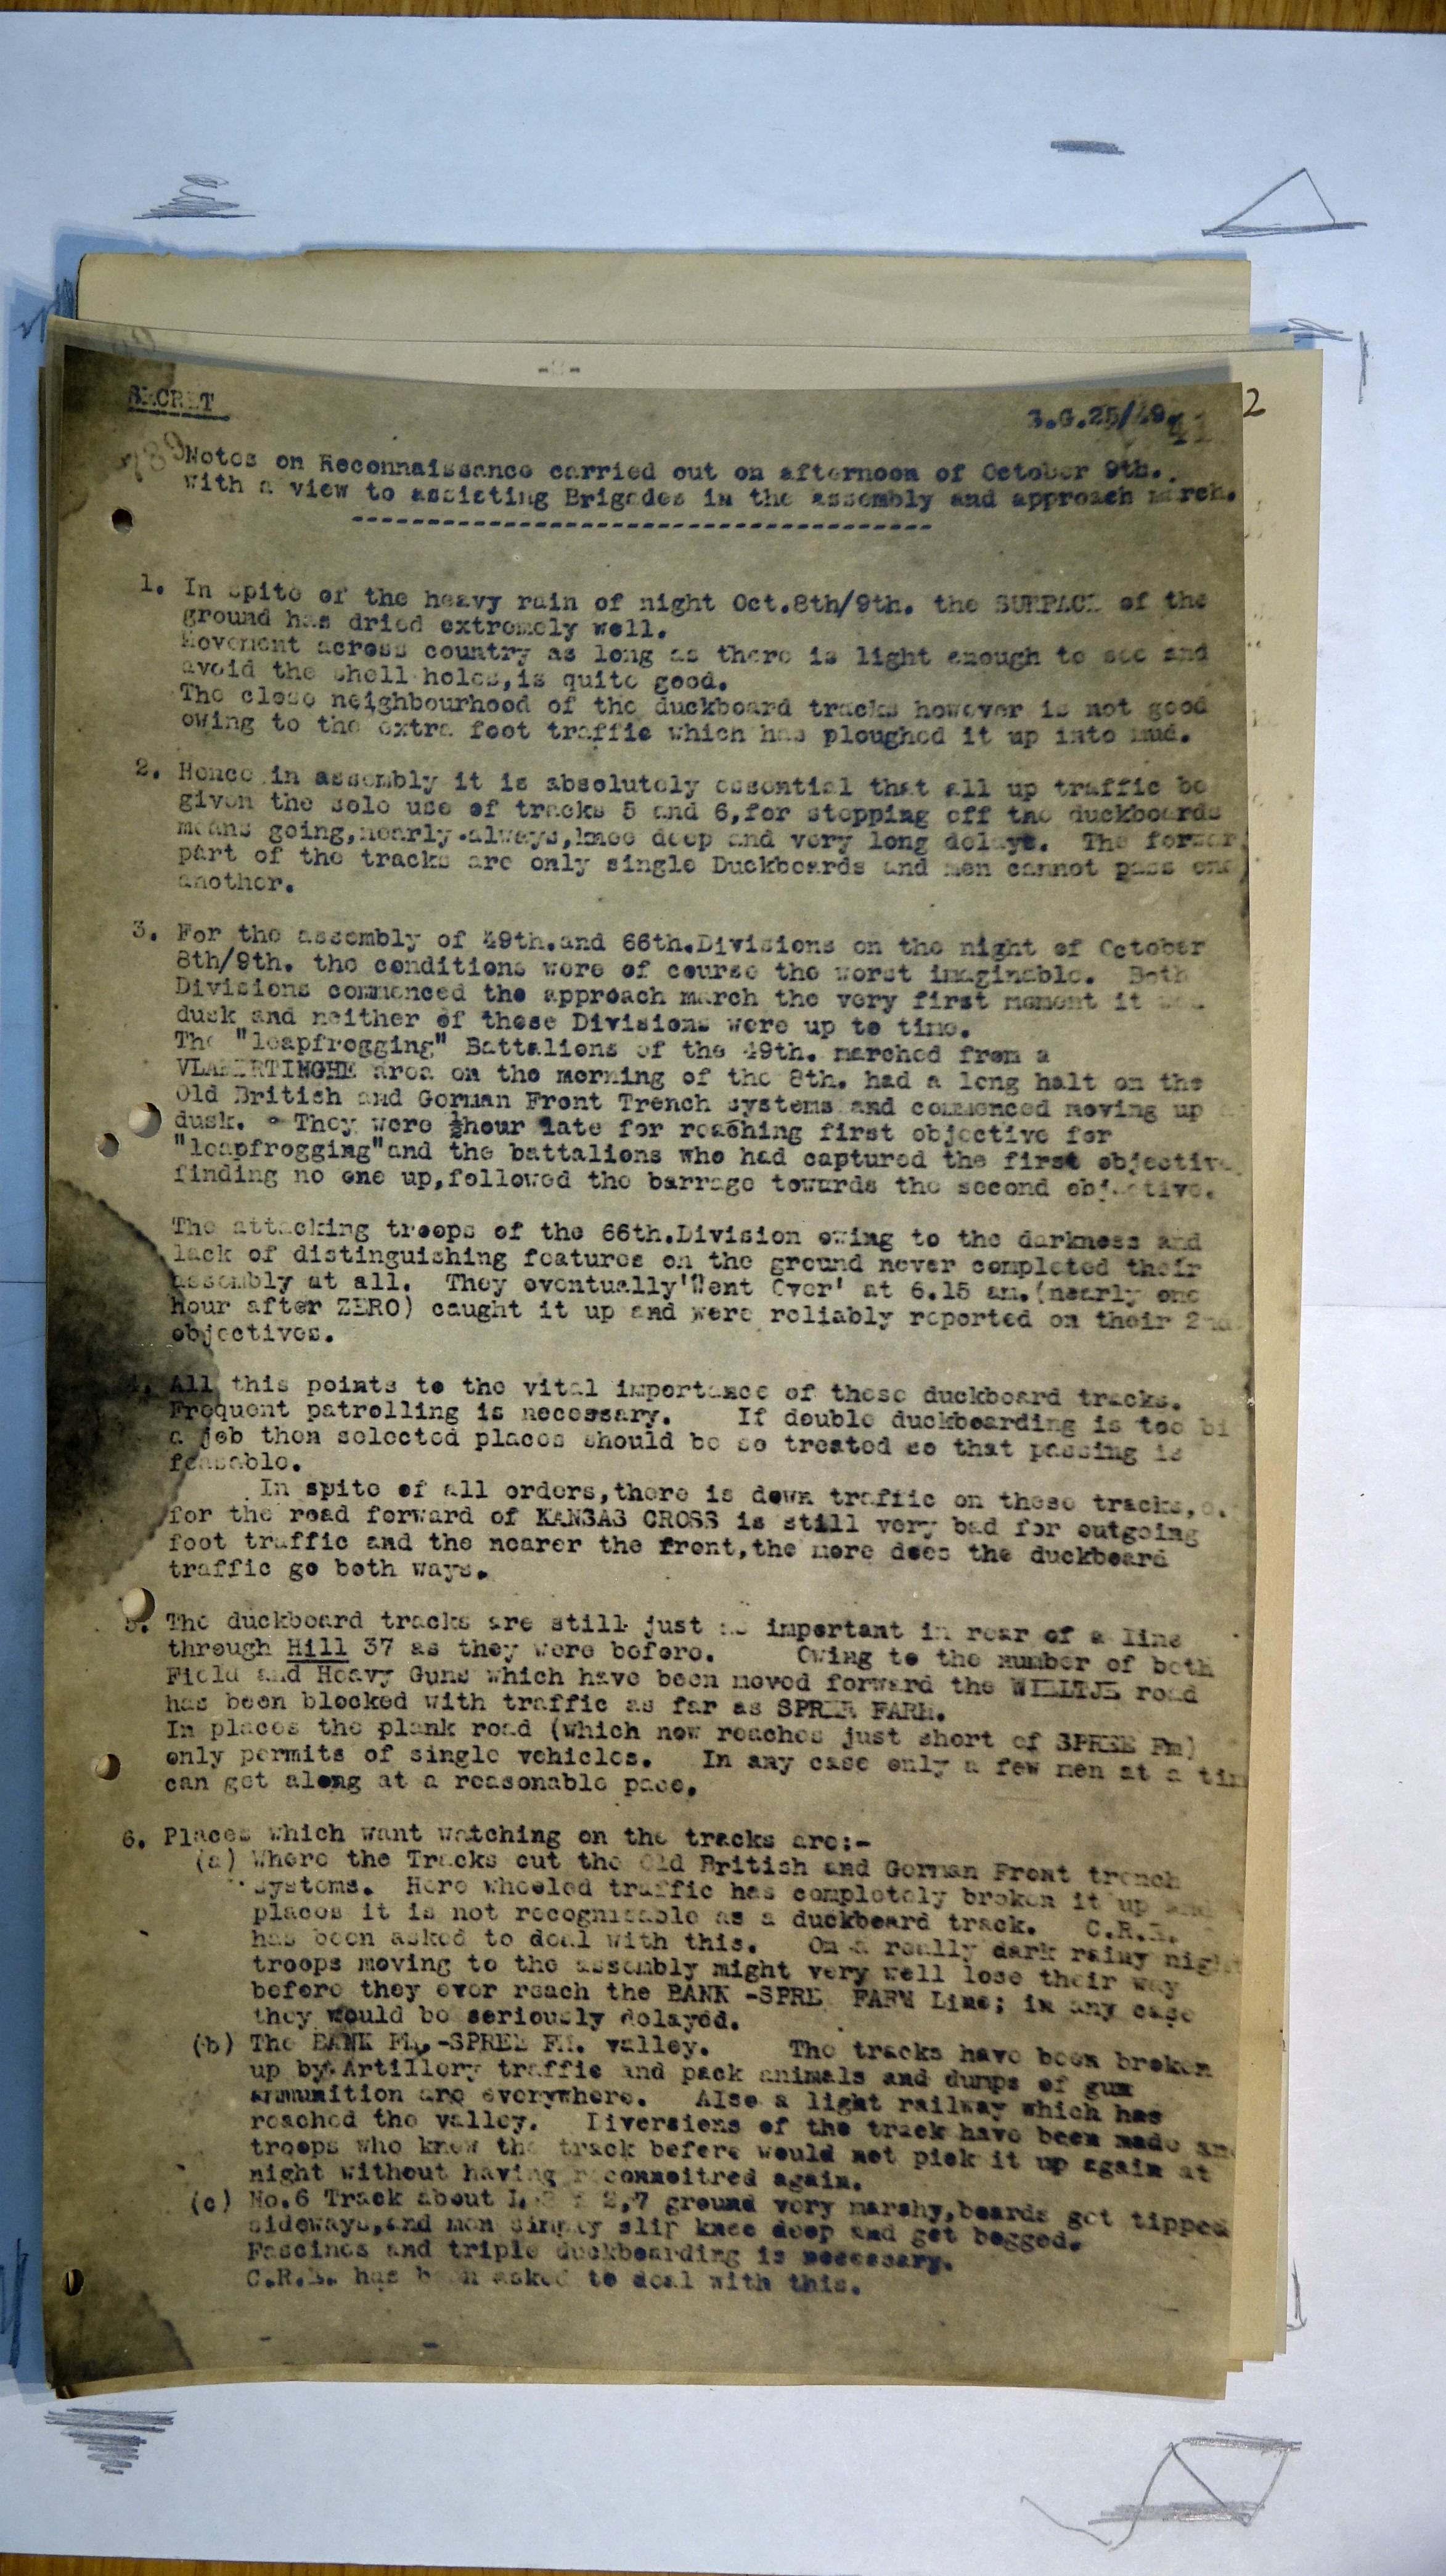 SECRET
S.G.25/49.
2
41
789
Notes on Reconnaissance carried out on afternoon of October 9th.
with a view to assisting Brigades in the assembly and approach march.
1. In spite of the heavy rain of night Oct.8th/9th. the SURFACE of the
ground has dried extremely well.
Movement across country as long as there is light enough to see and
avoid the shell holes,is quite good.
The close neighbourhood of the duckboard tracks however is not good
owing to the extra foot traffic which has ploughed it up into mud.
2. Hence in assembly it is absolutely essential that all up traffic be
given the sole use of tracks 5 and 6,for stepping off the duckboards
means going,nearly always,knee deep and very long delays. The former
part of the tracks are only single Duckboards and men cannot pass one
another.
3. For the assembly of 49th.and 66th.Divisions on the night of October
8th/9th. the conditions were of course the worst imaginable. Both
Divisions commenced the approach march the very first moment it was
dusk and neither of these Divisions were up to time.
The "leapfrogging" Battalions of the 49th. marched from a
VLAMERTINGHE area on the morning of the 8th. had a long halt on the
Old British and German Front Trench systems and commenced moving up
dusk. They were ½hour late for reaching first objective for
"leapfrogging"and the battalions who had captured the first objective
finding no one up,followed the barrage towards the second objective.
The attacking troops of the 66th.Division owing to the darkness and
lack of distinguishing features on the ground never completed their
assembly at all. They eventually'Went Over' at 6.15 am.(nearly one
hour after ZERO) caught it up and were reliably reported on their 2nd
objectives.
4. All this points to the vital importance of these duckboard tracks.
Frequent patrolling is necessary. If double duckboarding is too bi
a job then selected places should be so treated so that passing is
feasable.
In spite of all orders,there is down traffic on these tracks,
for the road forward of KANSAS CROSS is still very bad for outgoing
foot traffic and the nearer the front,the more does the duckboard
traffic go both ways.
5. The duckboard tracks are still just as important in rear of a line
through Hill 37 as they were before. Owing to the number of both
Field and Heavy Guns which have been moved forward the WIELTJE road
has been blocked with traffic as far as SPREE FARM.
In places the plank road (which now reaches just short of SPREE Fm)
only permits of single vehicles. In any case only a few men at a tim
can get along at a reasonable pace.
6. Places which want watching on the tracks are:-
(a) Where the Tracks cut the Old British and German Front trench
systems. Here wheeled traffic has completely broken it up and
places it is not recognisable as a duckboard track. C.R.E.
has been asked to deal with this. On a really dark rainy night
troops moving to the assembly might very well lose their way
before they ever reach the BANK -SPREE FARM Line; in any case
they would be seriously delayed.
(b) The BANK FM.-SPREE FM. valley. The tracks have been broken
up by Artillery traffic and pack animals and dumps of gun
ammunition are everywhere. Also a light railway which has
reached the valley. Diversions of the track have been made an
troops who knew the track before would not pick it up again at
night without having reconnoitred again.
(c) No.6 Track about 2,7 ground very marshy,boards get tipped
sideways,and men simply slip knee deep and get bogged.
Fascines and triple duckboarding is necessary.
C.R.E. has been asked to deal with this.